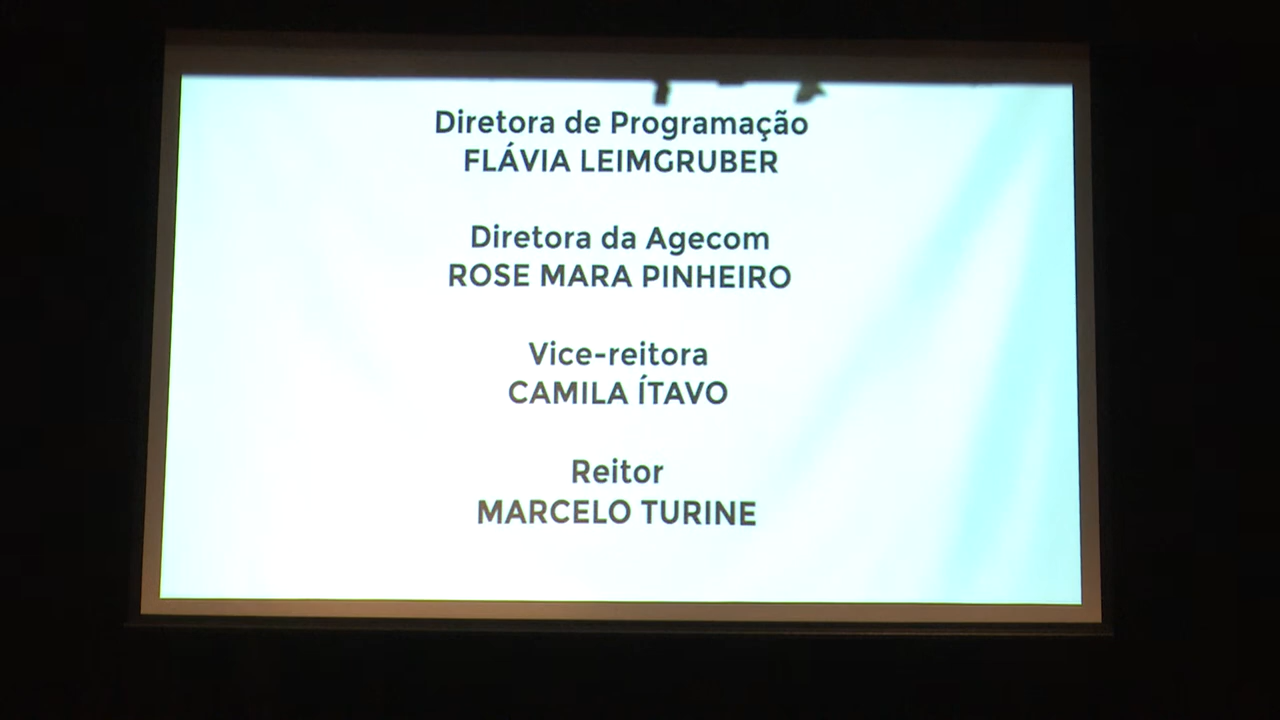 Diretora de Programação
FLÁVIA LEIMGRUBER
Diretora da Agecom
ROSE MARA PINHEIRO
Vice-reitora
CAMILA ÍTAVO
Reitor
MARCELO TURINE